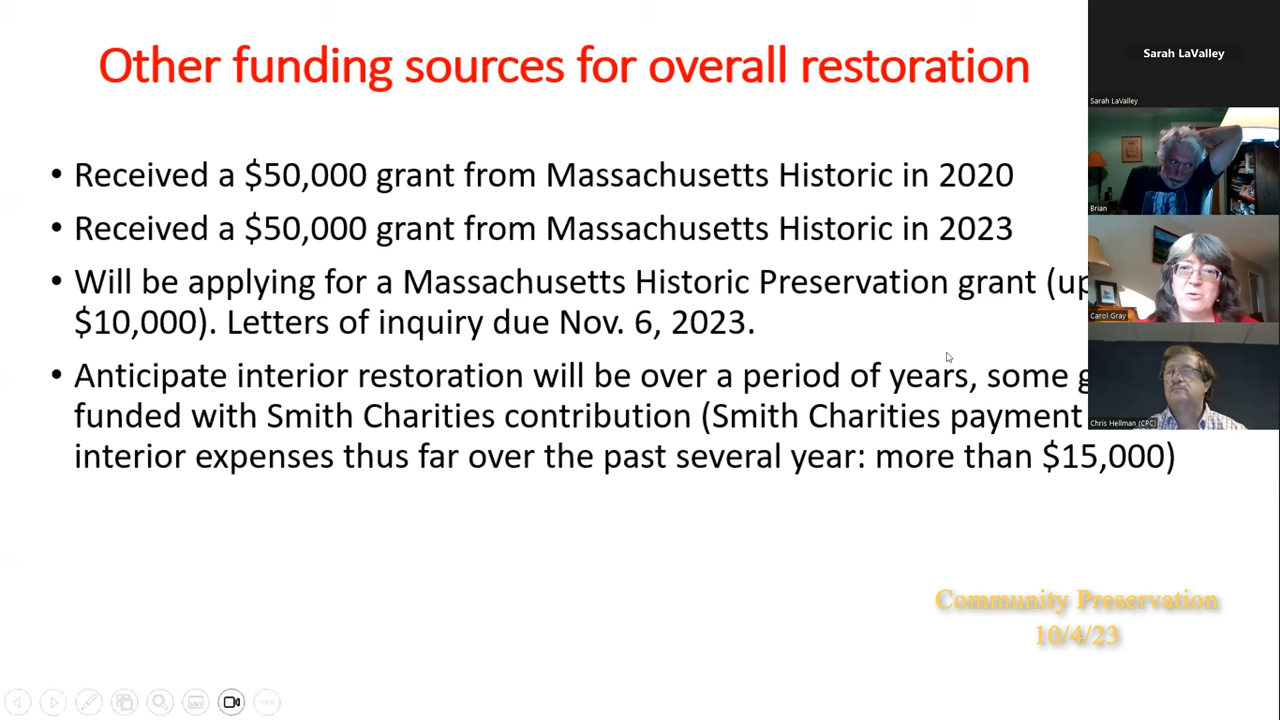 Other funding sources for overall restoration
Sarah LaValley
Sarah LaValley
• Received a $50,000 grant from Massachusetts Historic in 2020
Brian
• Received a $50,000 grant from Massachusetts Historic in 2023
• Will be applying for a Massachusetts Historic Preservation grant (up
$10,000). Letters of inquiry due Nov. 6, 2023.
Carol Gray
• Anticipate interior restoration will be over a period of years, some
funded with Smith Charities contribution (Smith Charities payment
Chris Hellman (CPC)
interior expenses thus far over the past several year: more than $15,000)
Community Preservation
10/4/23